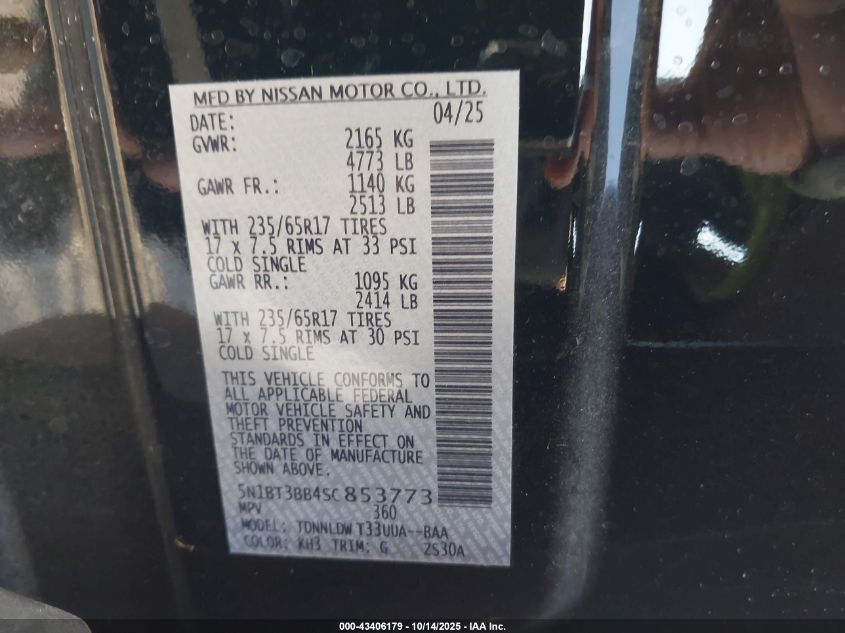 MFD BY NISSAN MOTOR CO., LTD.
DATE: 04/25
GVWR: 2165 KG
4773 LB
GAWR FR.: 1140 KG
2513 LB
WITH 235/65R17 TIRES
17 x 7.5 RIMS AT 33 PSI
COLD SINGLE
GAWR RR.: 1095 KG
2414 LB
WITH 235/65R17 TIRES
17 x 7.5 RIMS AT 30 PSI
COLD SINGLE
THIS VEHICLE CONFORMS TO
ALL APPLICABLE FEDERAL
MOTOR VEHICLE SAFETY AND
THEFT PREVENTION
STANDARDS IN EFFECT ON
THE DATE OF MANUFACTURE
SHOWN ABOVE.
5N1BT3BB4SC853773
MPV 360
MODEL: TDNNLDW T33UUA--BAA
COLOR: KH3 TRIM: G 2S30A
000-43406179 - 10/14/2025 - IAA Inc.